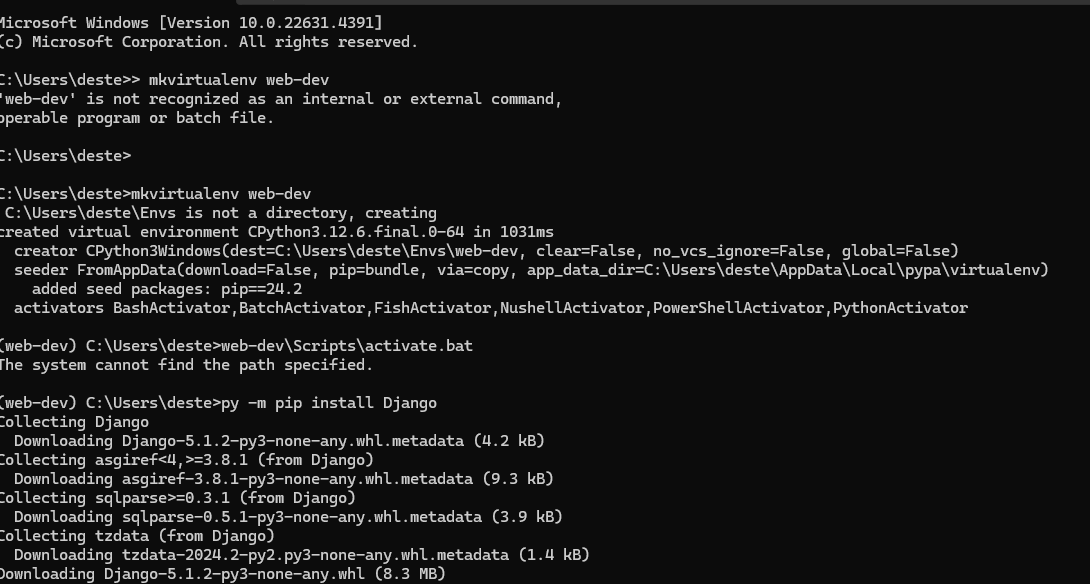 Microsoft Windows [Version 10.0.22631.4391]
(c) Microsoft Corporation. All rights reserved.
C:\Users\deste>> mkvirtualenv web-dev
'web-dev' is not recognized as an internal or external command,
operable program or batch file.
C:\Users\deste>
C:\Users\deste>mkvirtualenv web-dev
C:\Users\deste\Envs is not a directory, creating
created virtual environment CPython3.12.6.final.0-64 in 1031ms
creator CPython3Windows(dest=C:\Users\deste\Envs\web-dev, clear=False, no_vcs_ignore=False, global=False)
seeder FromAppData(download=False, pip=bundle, via=copy, app_data_dir=C:\Users\deste\AppData\Local\pypa\virtualenv)
added seed packages: pip==24.2
activators BashActivator,BatchActivator,FishActivator,NushellActivator,PowerShellActivator,PythonActivator
(web-dev) C:\Users\deste>web-dev\Scripts\activate.bat
The system cannot find the path specified.
(web-dev) C:\Users\deste>py -m pip install Django
Collecting Django
Downloading Django-5.1.2-py3-none-any.whl.metadata (4.2 kB)
Collecting asgiref<4,>=3.8.1 (from Django)
Downloading asgiref-3.8.1-py3-none-any.whl.metadata (9.3 kB)
Collecting sqlparse>=0.3.1 (from Django)
Downloading sqlparse-0.5.1-py3-none-any.whl.metadata (3.9 kB)
Collecting tzdata (from Django)
Downloading tzdata-2024.2-py2.py3-none-any.whl.metadata (1.4 kB)
Downloading Django-5.1.2-py3-none-any.whl (8.3 MB)